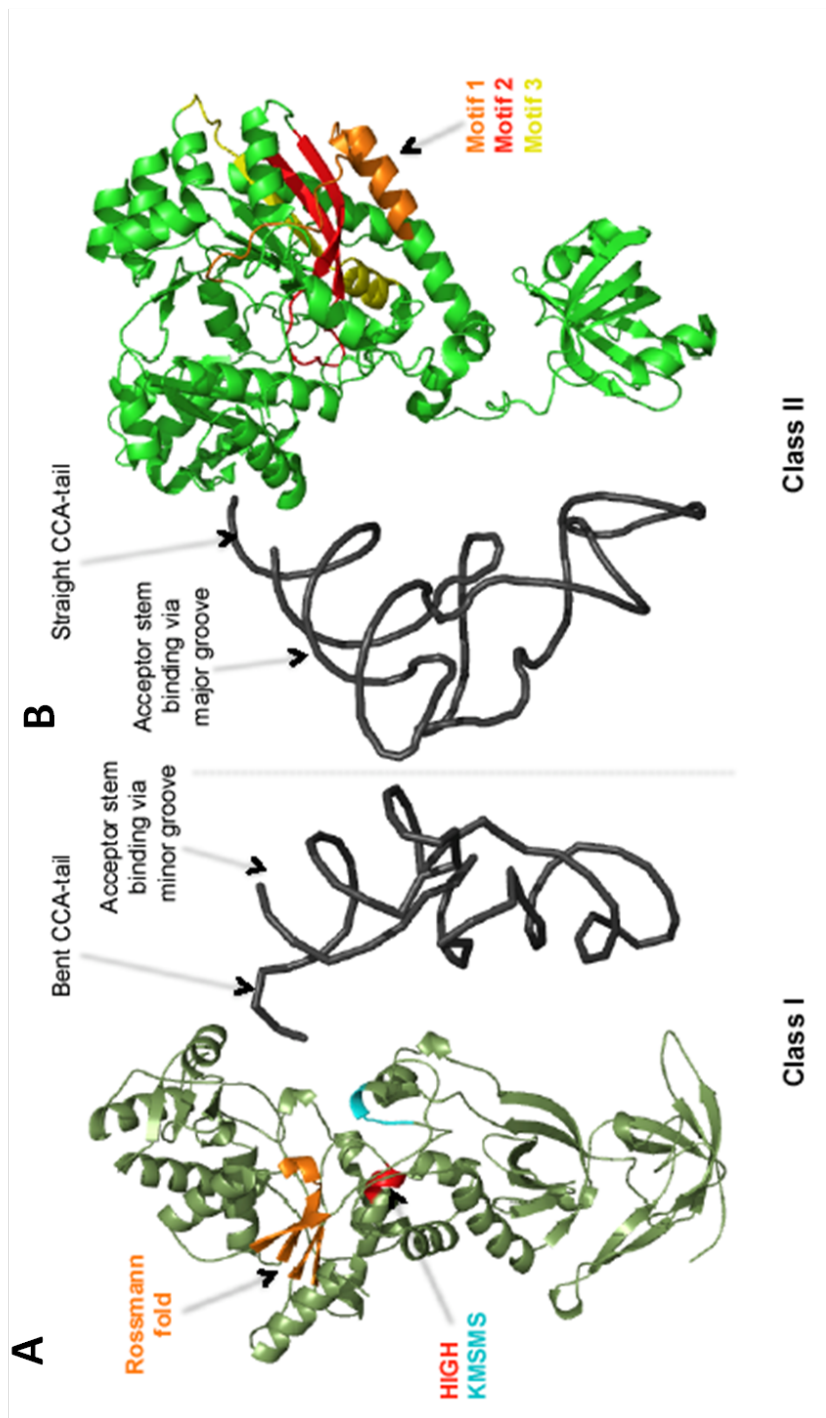 A
Rossmann
fold
HIGH
KMSMS
Bent CCA-tail
Acceptor stem
binding via
minor groove
Class I
B
Straight CCA-tail
Acceptor stem
binding via
major groove
Motif 1
Motif 2
Motif 3
Class II